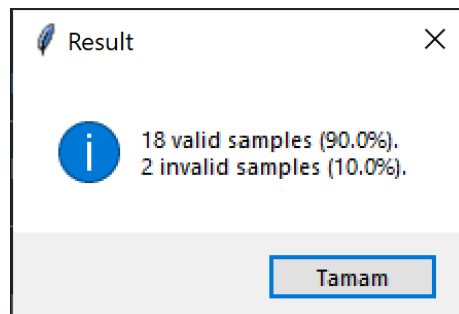 Result
18 valid samples (90.0%).
2 invalid samples (10.0%).
Tamam